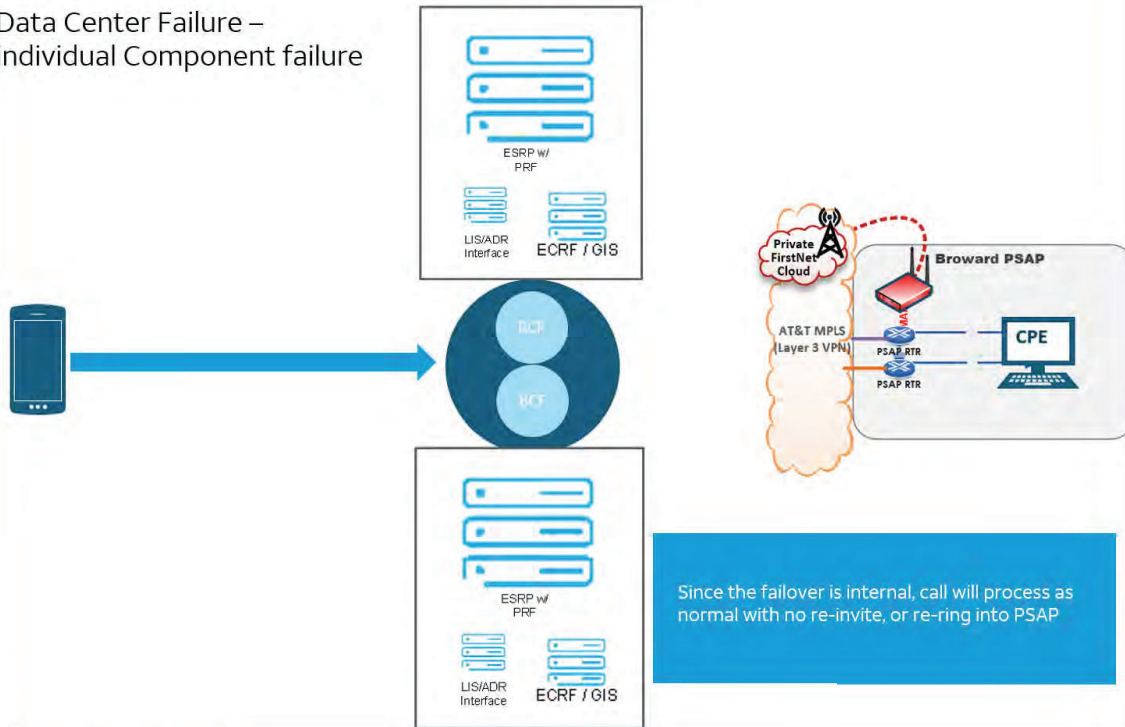 Data Center Failure –
individual Component failure
ESRP w/
PRF
LIS/ADR
Interface
ECRF / GIS
BCF
BCF
Private
FirstNet
Cloud
Broward PSAP
AT&T MPLS
(Layer 3 VPN)
PSAP RTR
PSAP RTR
CPE
ESRP w/
PRF
LIS/ADR
Interface
ECRF / GIS
Since the failover is internal, call will process as
normal with no re-invite, or re-ring into PSAP